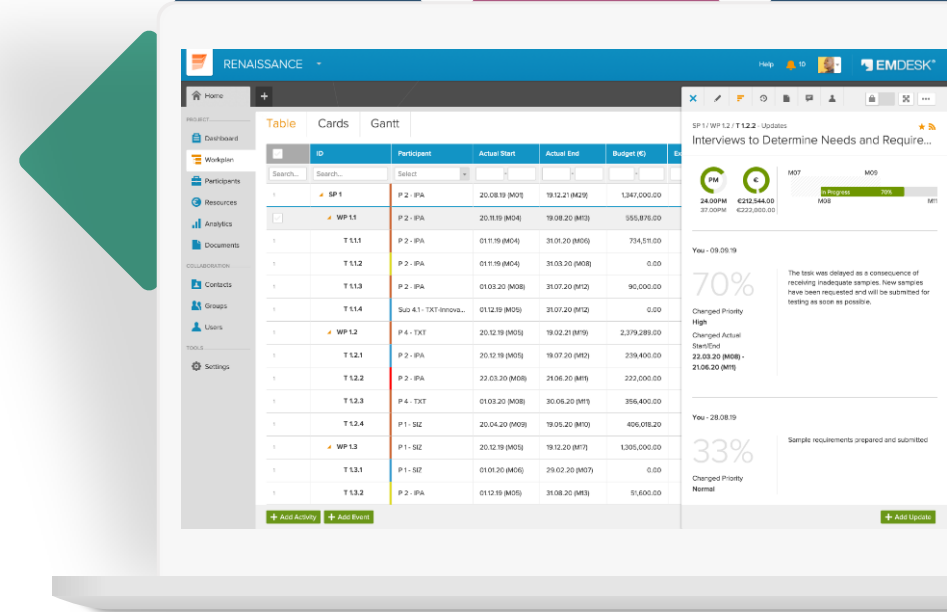 RENAISSANCE
Help
10
EMDESK®
Home
+
PROJECT
Dashboard
Workplan
Participants
Resources
Analytics
Documents
COLLABORATION
Contacts
Groups
Users
TOOLS
Settings
Table Cards Gantt
ID Participant Actual Start Actual End Budget (€)
Search... Search... Select
SP 1 P 2 - IPA 20.08.19 (M01) 19.12.21 (M29) 1,347,000.00
WP 1.1 P 2 - IPA 20.11.19 (M04) 19.08.20 (M13) 555,876.00
T 1.1.1 P 2 - IPA 01.11.19 (M04) 31.01.20 (M06) 734,511.00
T 1.1.2 P 2 - IPA 01.11.19 (M04) 31.03.20 (M08) 0.00
T 1.1.3 P 2 - IPA 01.03.20 (M08) 31.07.20 (M12) 90,000.00
T 1.1.4 Sub 4.1 - TXT-Innova... 01.12.19 (M05) 31.07.20 (M12) 0.00
WP 1.2 P 4 - TXT 20.12.19 (M05) 19.02.21 (M19) 2,379,289.00
T 1.2.1 P 2 - IPA 20.12.19 (M05) 19.07.20 (M12) 239,400.00
T 1.2.2 P 2 - IPA 22.03.20 (M08) 21.06.20 (M11) 222,000.00
T 1.2.3 P 4 - TXT 01.03.20 (M08) 30.06.20 (M11) 356,400.00
T 1.2.4 P 1 - SIZ 20.04.20 (M09) 19.05.20 (M10) 406,018.20
WP 1.3 P 1 - SIZ 20.12.19 (M05) 19.12.20 (M17) 1,305,000.00
T 1.3.1 P 1 - SIZ 01.01.20 (M06) 29.02.20 (M07) 0.00
T 1.3.2 P 2 - IPA 01.12.19 (M05) 31.08.20 (M13) 51,600.00
+ Add Activity + Add Event
SP 1 / WP 1.2 / T 1.2.2 - Updates
Interviews to Determine Needs and Require...
PM €
24.00PM €212,544.00
37.00PM €222,000.00
M07 M09
In Progress 70%
M08 M11
You - 09.09.19
70%
The task was delayed as a consequence of
receiving inadequate samples. New samples
have been requested and will be submitted for
testing as soon as possible.
Changed Priority
High
Changed Actual
Start/End
22.03.20 (M08) -
21.06.20 (M11)
You - 28.08.19
33%
Sample requirements prepared and submitted
Changed Priority
Normal
+ Add Update